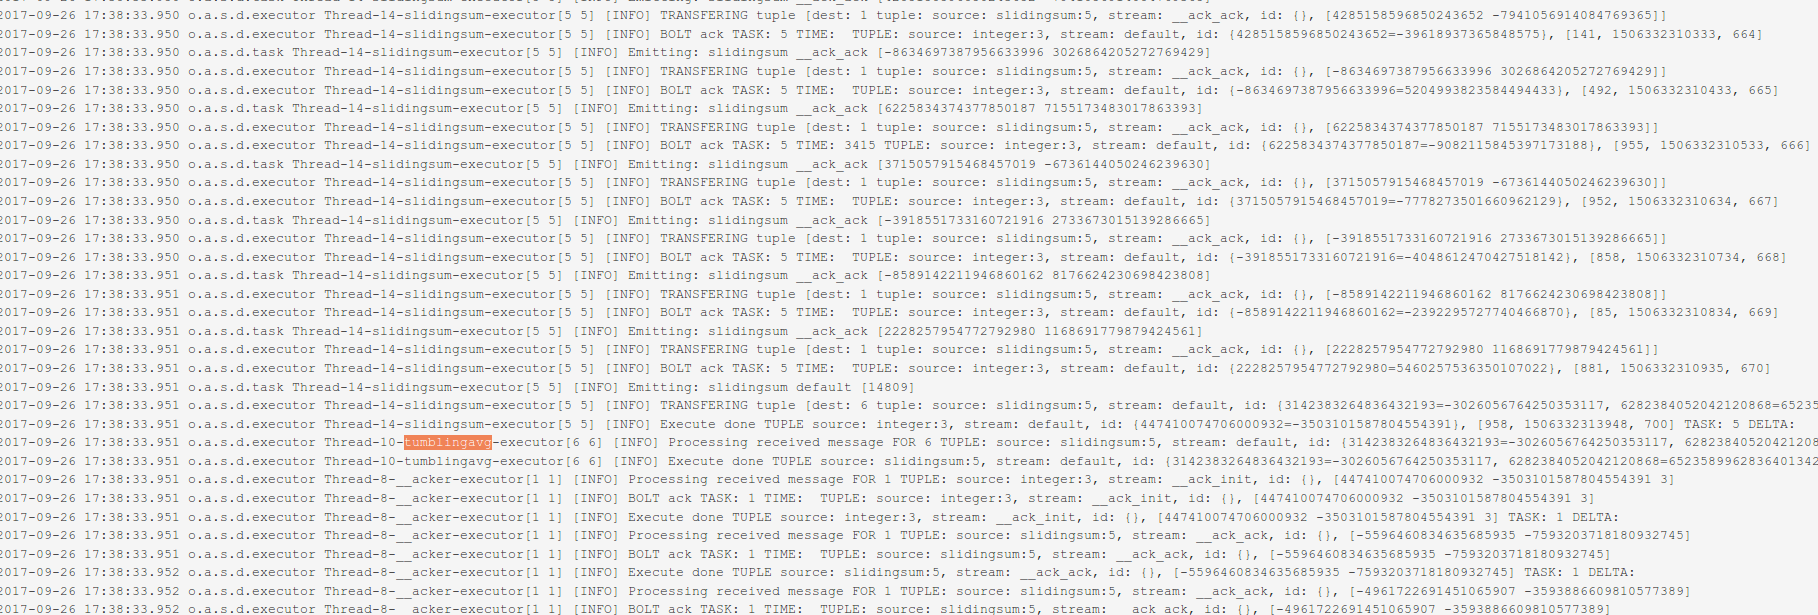 2017-09-26 17:38:33.950 o.a.s.d.executor Thread-14-slidingsum-executor[5 5] [INFO] TRANSFERING tuple [dest: 1 tuple: source: slidingsum:5, stream: __ack_ack, id: {}, [4285158596850243652 -7941056914084769365]]
2017-09-26 17:38:33.950 o.a.s.d.executor Thread-14-slidingsum-executor[5 5] [INFO] BOLT ack TASK: 5 TIME:  TUPLE: source: integer:3, stream: default, id: {4285158596850243652=-39618937365848575}, [141, 1506332310333, 664]
2017-09-26 17:38:33.950 o.a.s.d.task Thread-14-slidingsum-executor[5 5] [INFO] Emitting: slidingsum __ack_ack [-8634697387956633996 3026864205272769429]
2017-09-26 17:38:33.950 o.a.s.d.executor Thread-14-slidingsum-executor[5 5] [INFO] TRANSFERING tuple [dest: 1 tuple: source: slidingsum:5, stream: __ack_ack, id: {}, [-8634697387956633996 3026864205272769429]]
2017-09-26 17:38:33.950 o.a.s.d.executor Thread-14-slidingsum-executor[5 5] [INFO] BOLT ack TASK: 5 TIME:  TUPLE: source: integer:3, stream: default, id: {-8634697387956633996=5204993823584494433}, [492, 1506332310433, 665]
2017-09-26 17:38:33.950 o.a.s.d.task Thread-14-slidingsum-executor[5 5] [INFO] Emitting: slidingsum __ack_ack [6225834374377850187 7155173483017863393]
2017-09-26 17:38:33.950 o.a.s.d.executor Thread-14-slidingsum-executor[5 5] [INFO] TRANSFERING tuple [dest: 1 tuple: source: slidingsum:5, stream: __ack_ack, id: {}, [6225834374377850187 7155173483017863393]]
2017-09-26 17:38:33.950 o.a.s.d.executor Thread-14-slidingsum-executor[5 5] [INFO] BOLT ack TASK: 5 TIME: 3415 TUPLE: source: integer:3, stream: default, id: {6225834374377850187=-9082115845397173188}, [955, 1506332310533, 666]
2017-09-26 17:38:33.950 o.a.s.d.task Thread-14-slidingsum-executor[5 5] [INFO] Emitting: slidingsum __ack_ack [3715057915468457019 -6736144050246239630]
2017-09-26 17:38:33.950 o.a.s.d.executor Thread-14-slidingsum-executor[5 5] [INFO] TRANSFERING tuple [dest: 1 tuple: source: slidingsum:5, stream: __ack_ack, id: {}, [3715057915468457019 -6736144050246239630]]
2017-09-26 17:38:33.950 o.a.s.d.executor Thread-14-slidingsum-executor[5 5] [INFO] BOLT ack TASK: 5 TIME:  TUPLE: source: integer:3, stream: default, id: {3715057915468457019=-7778273501660962129}, [952, 1506332310634, 667]
2017-09-26 17:38:33.950 o.a.s.d.task Thread-14-slidingsum-executor[5 5] [INFO] Emitting: slidingsum __ack_ack [-3918551733160721916 2733673015139286665]
2017-09-26 17:38:33.950 o.a.s.d.executor Thread-14-slidingsum-executor[5 5] [INFO] TRANSFERING tuple [dest: 1 tuple: source: slidingsum:5, stream: __ack_ack, id: {}, [-3918551733160721916 2733673015139286665]]
2017-09-26 17:38:33.950 o.a.s.d.executor Thread-14-slidingsum-executor[5 5] [INFO] BOLT ack TASK: 5 TIME:  TUPLE: source: integer:3, stream: default, id: {-3918551733160721916=-4048612470427518142}, [858, 1506332310734, 668]
2017-09-26 17:38:33.951 o.a.s.d.task Thread-14-slidingsum-executor[5 5] [INFO] Emitting: slidingsum __ack_ack [-8589142211946860162 8176624230698423808]
2017-09-26 17:38:33.951 o.a.s.d.executor Thread-14-slidingsum-executor[5 5] [INFO] TRANSFERING tuple [dest: 1 tuple: source: slidingsum:5, stream: __ack_ack, id: {}, [-8589142211946860162 8176624230698423808]]
2017-09-26 17:38:33.951 o.a.s.d.executor Thread-14-slidingsum-executor[5 5] [INFO] BOLT ack TASK: 5 TIME:  TUPLE: source: integer:3, stream: default, id: {-8589142211946860162=-2392295727740466870}, [85, 1506332310834, 669]
2017-09-26 17:38:33.951 o.a.s.d.task Thread-14-slidingsum-executor[5 5] [INFO] Emitting: slidingsum __ack_ack [2228257954772792980 1168691779879424561]
2017-09-26 17:38:33.951 o.a.s.d.executor Thread-14-slidingsum-executor[5 5] [INFO] TRANSFERING tuple [dest: 1 tuple: source: slidingsum:5, stream: __ack_ack, id: {}, [2228257954772792980 1168691779879424561]]
2017-09-26 17:38:33.951 o.a.s.d.executor Thread-14-slidingsum-executor[5 5] [INFO] BOLT ack TASK: 5 TIME:  TUPLE: source: integer:3, stream: default, id: {2228257954772792980=5460257536350107022}, [881, 1506332310935, 670]
2017-09-26 17:38:33.951 o.a.s.d.task Thread-14-slidingsum-executor[5 5] [INFO] Emitting: slidingsum default [14809]
2017-09-26 17:38:33.951 o.a.s.d.executor Thread-14-slidingsum-executor[5 5] [INFO] TRANSFERING tuple [dest: 6 tuple: source: slidingsum:5, stream: default, id: {3142383264836432193=-3026056764250353117, 6282384052042120868=65235
2017-09-26 17:38:33.951 o.a.s.d.executor Thread-14-slidingsum-executor[5 5] [INFO] Execute done TUPLE source: integer:3, stream: default, id: {447410074706000932=-3503101587804554391}, [958, 1506332313948, 700] TASK: 5 DELTA:
2017-09-26 17:38:33.951 o.a.s.d.executor Thread-10-tumblingavg-executor[6 6] [INFO] Processing received message FOR 6 TUPLE: source: slidingsum:5, stream: default, id: {3142383264836432193=-3026056764250353117, 62823840520421208
2017-09-26 17:38:33.951 o.a.s.d.executor Thread-10-tumblingavg-executor[6 6] [INFO] Execute done TUPLE source: slidingsum:5, stream: default, id: {3142383264836432193=-3026056764250353117, 6282384052042120868=6523589962836401342
2017-09-26 17:38:33.951 o.a.s.d.executor Thread-8-__acker-executor[1 1] [INFO] Processing received message FOR 1 TUPLE: source: integer:3, stream: __ack_init, id: {}, [447410074706000932 -3503101587804554391 3]
2017-09-26 17:38:33.951 o.a.s.d.executor Thread-8-__acker-executor[1 1] [INFO] BOLT ack TASK: 1 TIME:  TUPLE: source: integer:3, stream: __ack_init, id: {}, [447410074706000932 -3503101587804554391 3]
2017-09-26 17:38:33.951 o.a.s.d.executor Thread-8-__acker-executor[1 1] [INFO] Execute done TUPLE source: integer:3, stream: __ack_init, id: {}, [447410074706000932 -3503101587804554391 3] TASK: 1 DELTA:
2017-09-26 17:38:33.951 o.a.s.d.executor Thread-8-__acker-executor[1 1] [INFO] Processing received message FOR 1 TUPLE: source: slidingsum:5, stream: __ack_ack, id: {}, [-5596460834635685935 -7593203718180932745]
2017-09-26 17:38:33.951 o.a.s.d.executor Thread-8-__acker-executor[1 1] [INFO] BOLT ack TASK: 1 TIME:  TUPLE: source: slidingsum:5, stream: __ack_ack, id: {}, [-5596460834635685935 -7593203718180932745]
2017-09-26 17:38:33.952 o.a.s.d.executor Thread-8-__acker-executor[1 1] [INFO] Execute done TUPLE source: slidingsum:5, stream: __ack_ack, id: {}, [-5596460834635685935 -7593203718180932745] TASK: 1 DELTA:
2017-09-26 17:38:33.952 o.a.s.d.executor Thread-8-__acker-executor[1 1] [INFO] Processing received message FOR 1 TUPLE: source: slidingsum:5, stream: __ack_ack, id: {}, [-4961722691451065907 -3593886609810577389]
2017-09-26 17:38:33.952 o.a.s.d.executor Thread-8-__acker-executor[1 1] [INFO] BOLT ack TASK: 1 TIME:  TUPLE: source: slidingsum:5, stream: __ack_ack, id: {}, [-4961722691451065907 -3593886609810577389]